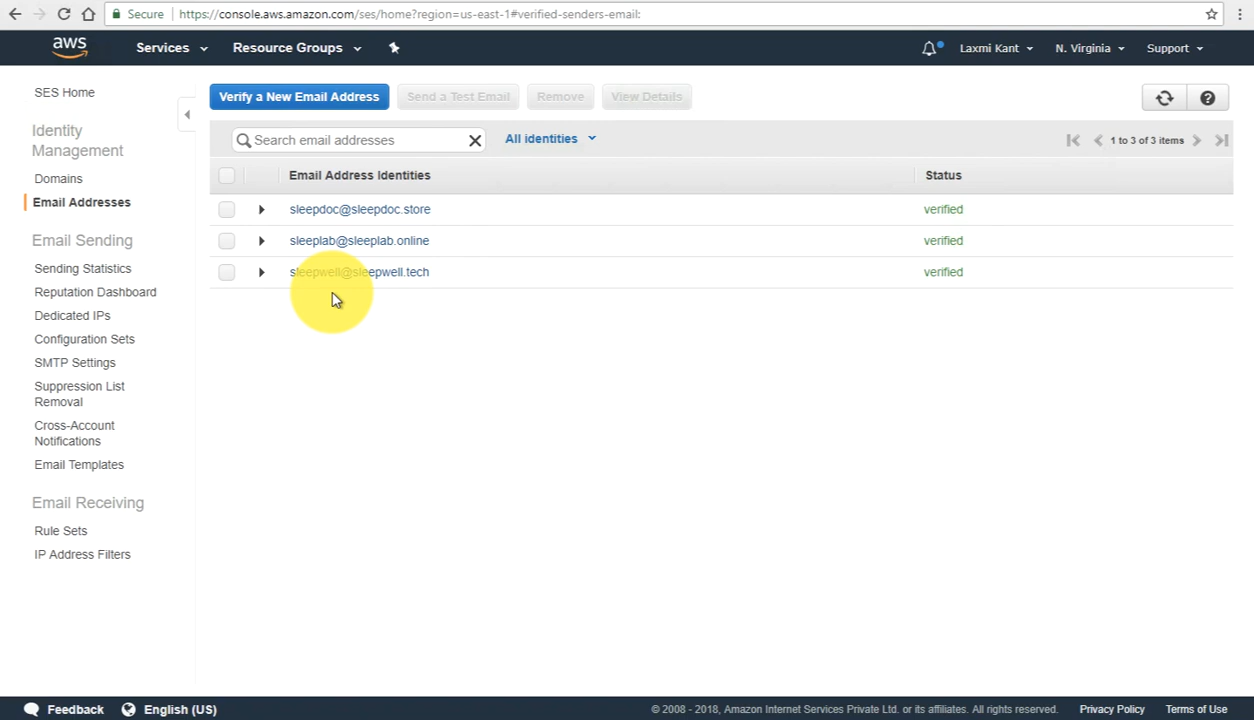 Secure https://console.aws.amazon.com/ses/home?region=us-east-1#verified-senders-email:
aws Services Resource Groups Laxmi Kant N. Virginia Support
SES Home
Identity Management
Domains
Email Addresses
Email Sending
Sending Statistics
Reputation Dashboard
Dedicated IPs
Configuration Sets
SMTP Settings
Suppression List
Removal
Cross-Account
Notifications
Email Templates
Email Receiving
Rule Sets
IP Address Filters
Verify a New Email Address Send a Test Email Remove View Details
Search email addresses All identities 1 to 3 of 3 items
Email Address Identities Status
sleepdoc@sleepdoc.store verified
sleeplab@sleeplab.online verified
sleepwell@sleepwell.tech verified
Feedback English (US) © 2008 - 2018, Amazon Internet Services Private Ltd. or its affiliates. All rights reserved. Privacy Policy Terms of Use